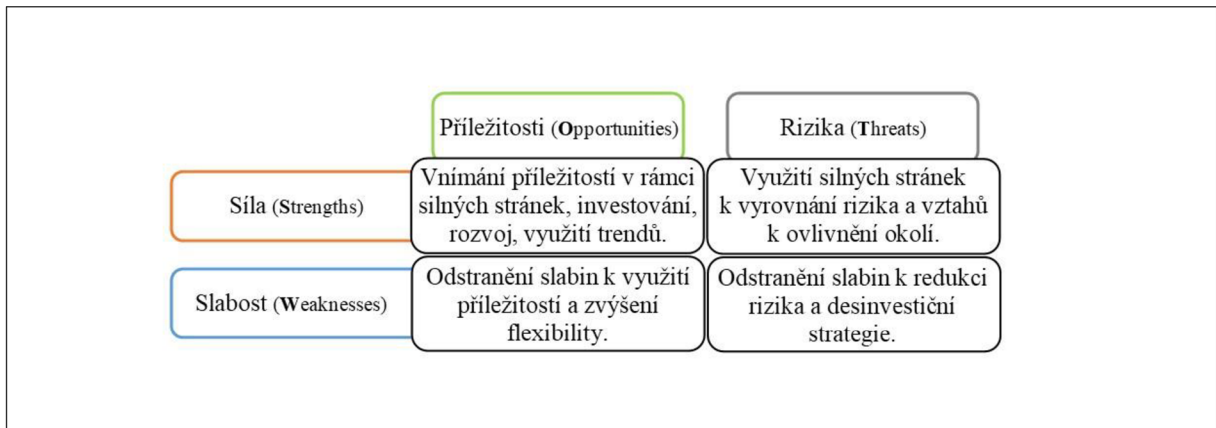 Příležitosti (Opportunities)
Rizika (Threats)
Síla (Strengths)
Vnímání příležitostí v rámci
silných stránek, investování,
rozvoj, využití trendů.
Využití silných stránek
k vyrovnání rizika a vztahů
k ovlivnění okolí.
Slabost (Weaknesses)
Odstranění slabin k využití
příležitostí a zvýšení
flexibility.
Odstranění slabin k redukci
rizika a desinvestiční
strategie.